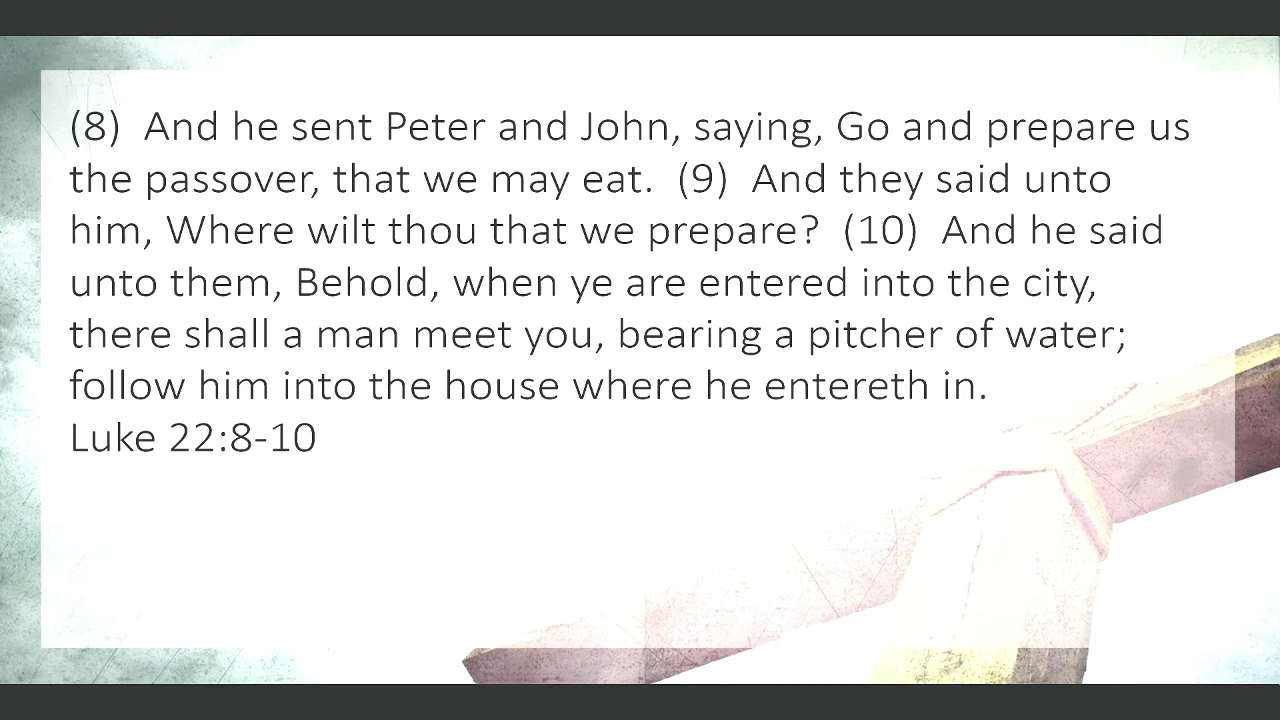 (8)  And he sent Peter and John, saying, Go and prepare us
the passover, that we may eat.  (9)  And they said unto
him, Where wilt thou that we prepare?  (10)  And he said
unto them, Behold, when ye are entered into the city,
there shall a man meet you, bearing a pitcher of water;
follow him into the house where he entereth in.
Luke 22:8-10